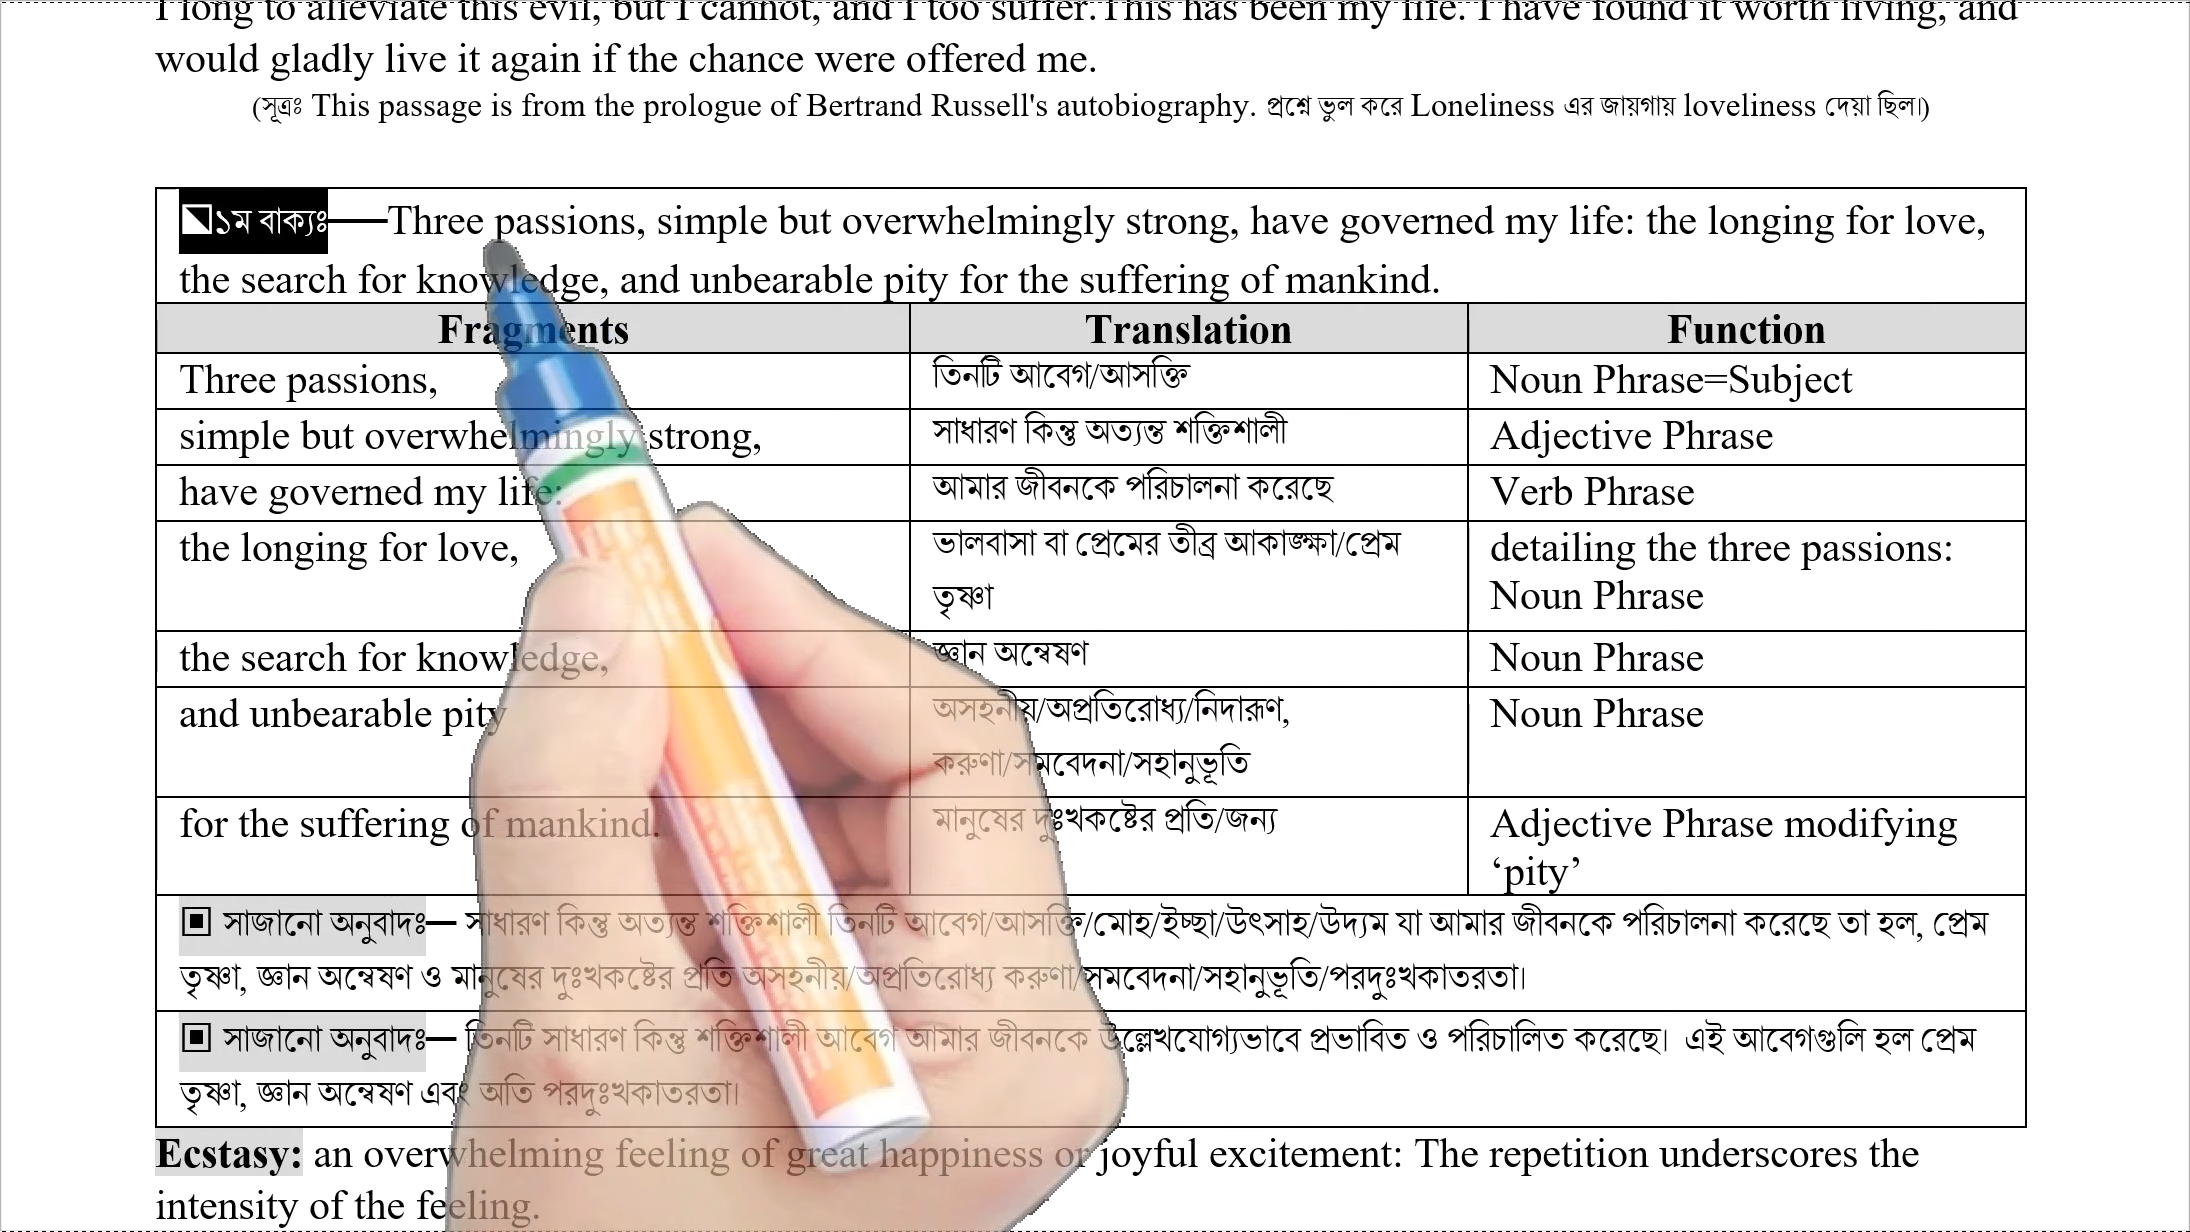 I long to alleviate this evil, but I cannot, and I too suffer.This has been my life. I have found it worth living, and
would gladly live it again if the chance were offered me.
(সূত্রঃ This passage is from the prologue of Bertrand Russell's autobiography. প্রশ্নে ভুল করে Loneliness এর জায়গায় loveliness দেয়া ছিল।)
১ম বাক্যঃ—Three passions, simple but overwhelmingly strong, have governed my life: the longing for love,
the search for knowledge, and unbearable pity for the suffering of mankind.
Fragments Translation Function
Three passions, তিনটি আবেগ/আসক্তি Noun Phrase=Subject
simple but overwhelmingly strong, সাধারণ কিন্তু অত্যন্ত শক্তিশালী Adjective Phrase
have governed my life: আমার জীবনকে পরিচালনা করেছে Verb Phrase
the longing for love, ভালবাসা বা প্রেমের তীব্র আকাঙ্ক্ষা/প্রেম detailing the three passions:
তৃষ্ণা Noun Phrase
the search for knowledge, জ্ঞান অন্বেষণ Noun Phrase
and unbearable pity অসহনীয়/অপ্রতিরোধ্য/নিদারূণ, Noun Phrase
করুণা/সমবেদনা/সহানুভূতি
for the suffering of mankind. মানুষের দুঃখকষ্টের প্রতি/জন্য Adjective Phrase modifying
‘pity’
▣ সাজানো অনুবাদঃ— সাধারণ কিন্তু অত্যন্ত শক্তিশালী তিনটি আবেগ/আসক্তি/মোহ/ইচ্ছা/উৎসাহ/উদ্যম যা আমার জীবনকে পরিচালনা করেছে তা হল, প্রেম
তৃষ্ণা, জ্ঞান অন্বেষণ ও মানুষের দুঃখকষ্টের প্রতি অসহনীয়/অপ্রতিরোধ্য করুণা/সমবেদনা/সহানুভূতি/পরদুঃখকাতরতা।
▣ সাজানো অনুবাদঃ— তিনটি সাধারণ কিন্তু শক্তিশালী আবেগ আমার জীবনকে উল্লেখযোগ্যভাবে প্রভাবিত ও পরিচালিত করেছে। এই আবেগগুলি হল প্রেম
তৃষ্ণা, জ্ঞান অন্বেষণ এবং অতি পরদুঃখকাতরতা।
Ecstasy: an overwhelming feeling of great happiness or joyful excitement: The repetition underscores the
intensity of the feeling.